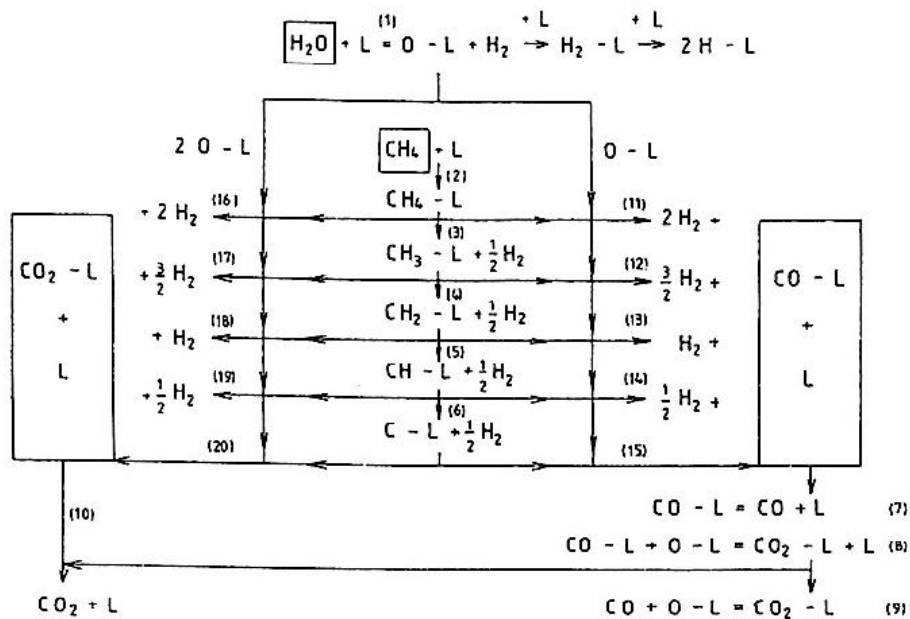 (1) + L + L
H₂O + L = O - L + H₂ → H₂ - L → 2 H - L
2 O - L CH₄ + L O - L
(2)
+ 2 H₂ (16) CH₄ - L (11) 2 H₂ +
(3)
CO₂ - L + 3/2 H₂ (17) CH₃ - L + 1/2 H₂ (12) 3/2 H₂ + CO - L
(4)
+ + H₂ (18) CH₂ - L + 1/2 H₂ (13) H₂ + +
(5)
L + 1/2 H₂ (19) CH - L + 1/2 H₂ (14) 1/2 H₂ + L
(6)
C - L + 1/2 H₂
(20) (15)
(10) CO - L = CO + L (7)
CO - L + O - L = CO₂ - L + L (8)
CO₂ + L CO + O - L = CO₂ - L (9)